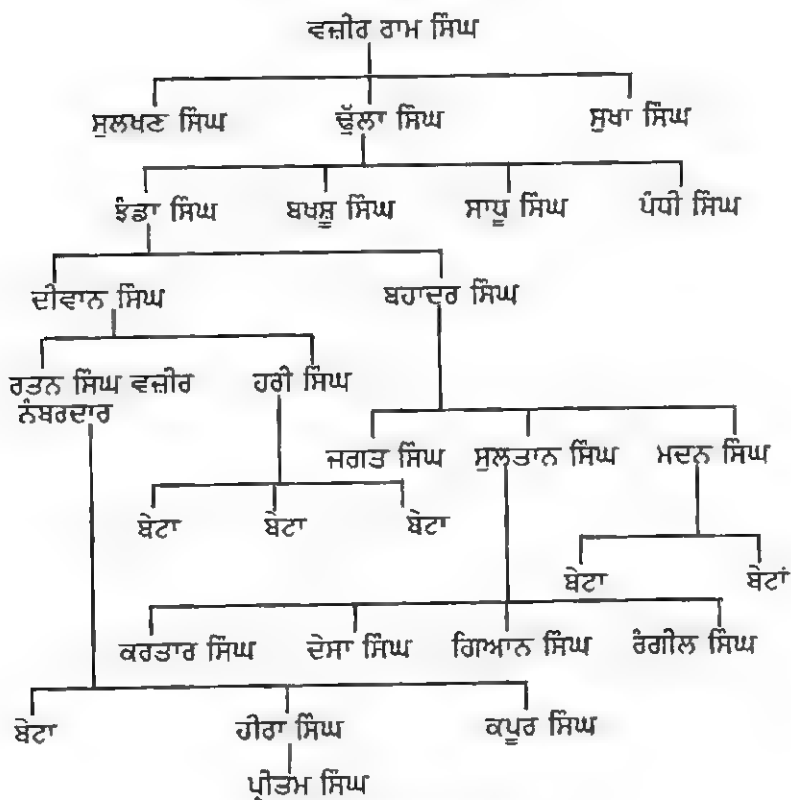 ਵਜ਼ੀਰ ਰਾਮ ਸਿੰਘ
ਸੁਲਖਣ ਸਿੰਘ ਢੁੱਲਾ ਸਿੰਘ ਸੁਖਾ ਸਿੰਘ
ਝੰਡਾ ਸਿੰਘ ਬਖਸ਼ੂ ਸਿੰਘ ਸਾਧੂ ਸਿੰਘ ਪੰਧੀ ਸਿੰਘ
ਦੀਵਾਨ ਸਿੰਘ ਬਹਾਦਰ ਸਿੰਘ
ਰਤਨ ਸਿੰਘ ਵਜ਼ੀਰ ਹਰੀ ਸਿੰਘ
ਨੰਬਰਦਾਰ
ਜਗਤ ਸਿੰਘ ਸੁਲਤਾਨ ਸਿੰਘ ਮਦਨ ਸਿੰਘ
ਬੇਟਾ ਬੇਟਾ ਬੇਟਾ
ਬੇਟਾ ਬੇਟਾਂ
ਕਰਤਾਰ ਸਿੰਘ ਦੇਸਾ ਸਿੰਘ ਗਿਆਨ ਸਿੰਘ ਰੰਗੀਲ ਸਿੰਘ
ਬੇਟਾ ਹੀਰਾ ਸਿੰਘ ਕਪੂਰ ਸਿੰਘ
ਪ੍ਰੀਤਮ ਸਿੰਘ